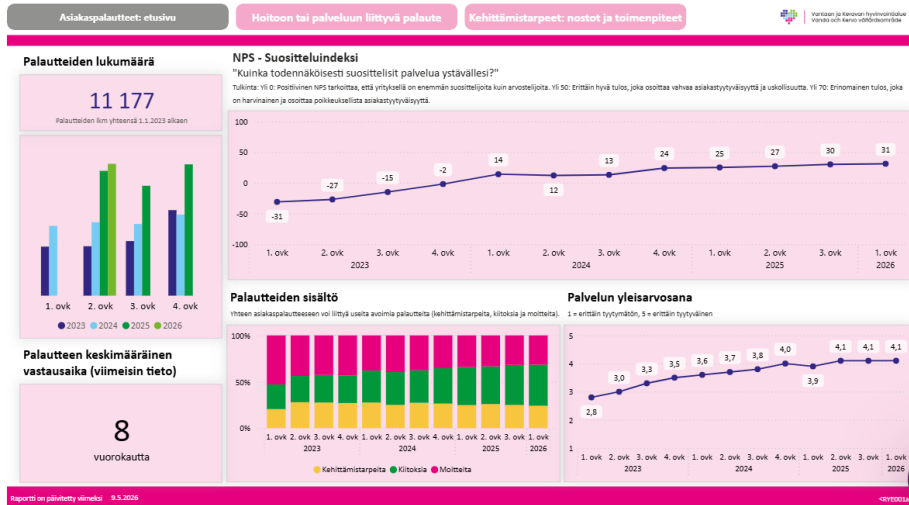 Asiakaspalautteet: etusivu
Hoitoon tai palveluun liittyvä palaute
Kehittämistarpeet: nostot ja toimenpiteet
Vantaan ja Keravan hyvinvointialue
Vanda och Kervo välfärdsområde
Palautteiden lukumäärä
11 177
Palautteiden lkm yhteensä 1.1.2023 alkaen
1. ovk 2. ovk 3. ovk 4. ovk
2023 2024 2025 2026
Palautteen keskimääräinen
vastausaika (viimeisin tieto)
8
vuorokautta
NPS - Suositteluindeksi
"Kuinka todennäköisesti suosittelisit palvelua ystävällesi?"
Tulkinta: Yli 0: Positiivinen NPS tarkoittaa, että yrityksellä on enemmän suosittelijoita kuin arvostelijoita. Yli 50: Erittäin hyvä tulos, joka osoittaa vahvaa asiakastyytyväisyyttä ja uskollisuutta. Yli 70: Erinomainen tulos, joka
on harvinainen ja osoittaa poikkeuksellista asiakastyytyväisyyttä.
100
50
0
-50
-100
-31 -27 -15 -2 14 12 13 24 25 27 30 31
1. ovk 2. ovk 3. ovk 4. ovk 1. ovk 2. ovk 3. ovk 4. ovk 1. ovk 2. ovk 3. ovk 1. ovk
2023 2024 2025 2026
Palautteiden sisältö
Yhteen asiakaspalautteeseen voi liittyä useita avoimia palautteita (kehittämistarpeita, kiitoksia ja moitteita).
100%
50%
0%
1. ovk 2. ovk 3. ovk 4. ovk 1. ovk 2. ovk 3. ovk 4. ovk 1. ovk 2. ovk 3. ovk 1. ovk
2023 2024 2025 2026
Kehittämistarpeita Kiitoksia Moitteita
Palvelun yleisarvosana
1 = erittäin tyytymätön, 5 = erittäin tyytyväinen
5
4
3
2
1
2,8 3,0 3,3 3,5 3,6 3,7 3,8 4,0 3,9 4,1 4,1 4,1
1. ovk 2. ovk 3. ovk 4. ovk 1. ovk 2. ovk 3. ovk 4. ovk 1. ovk 2. ovk 3. ovk 1. ovk
2023 2024 2025 2026
Raportti on päivitetty viimeksi 9.5.2026